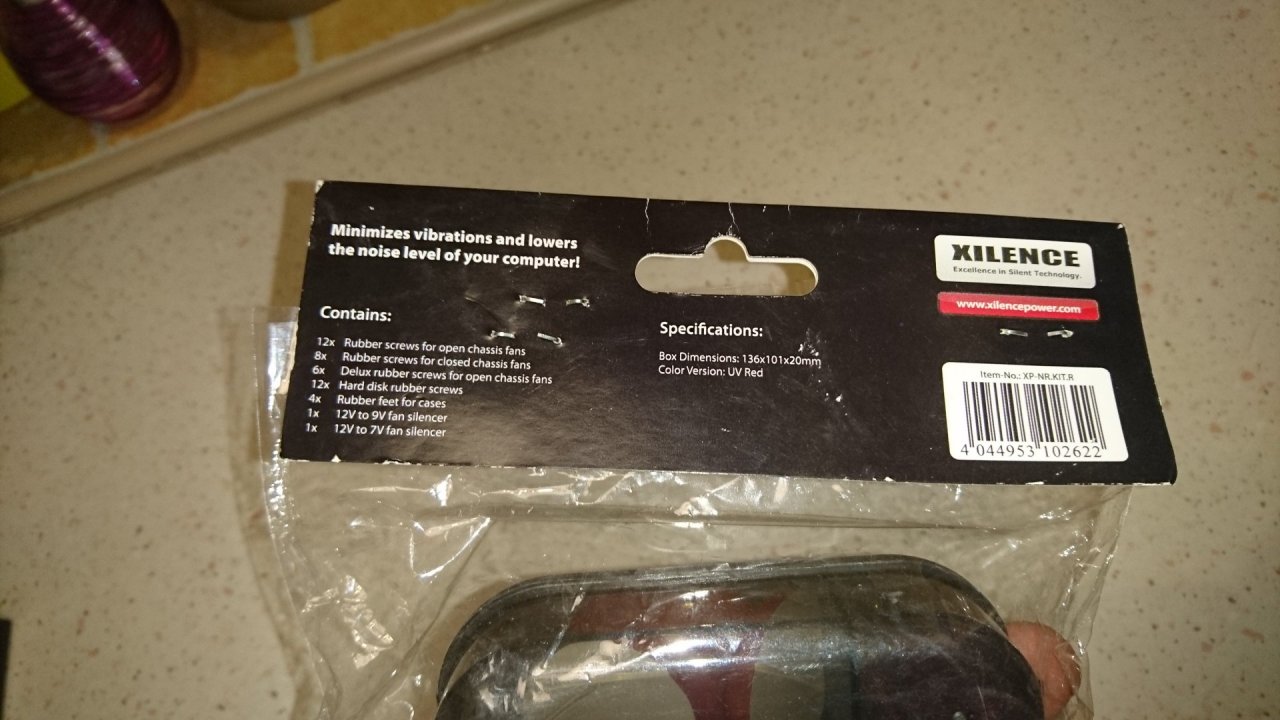 Minimizes vibrations and lowers
the noise level of your computer!
Contains:
12x Rubber screws for open chassis fans
8x Rubber screws for closed chassis fans
6x Delux rubber screws for open chassis fans
12x Hard disk rubber screws
4x Rubber feet for cases
1x 12V to 9V fan silencer
1x 12V to 7V fan silencer
Specifications:
Box Dimensions: 136x101x20mm
Color Version: UV Red
XILENCE
Excellence in Silent Technology.
www.xilencepower.com
Item-No.: XP-NR.KIT.R
4 044953 102622